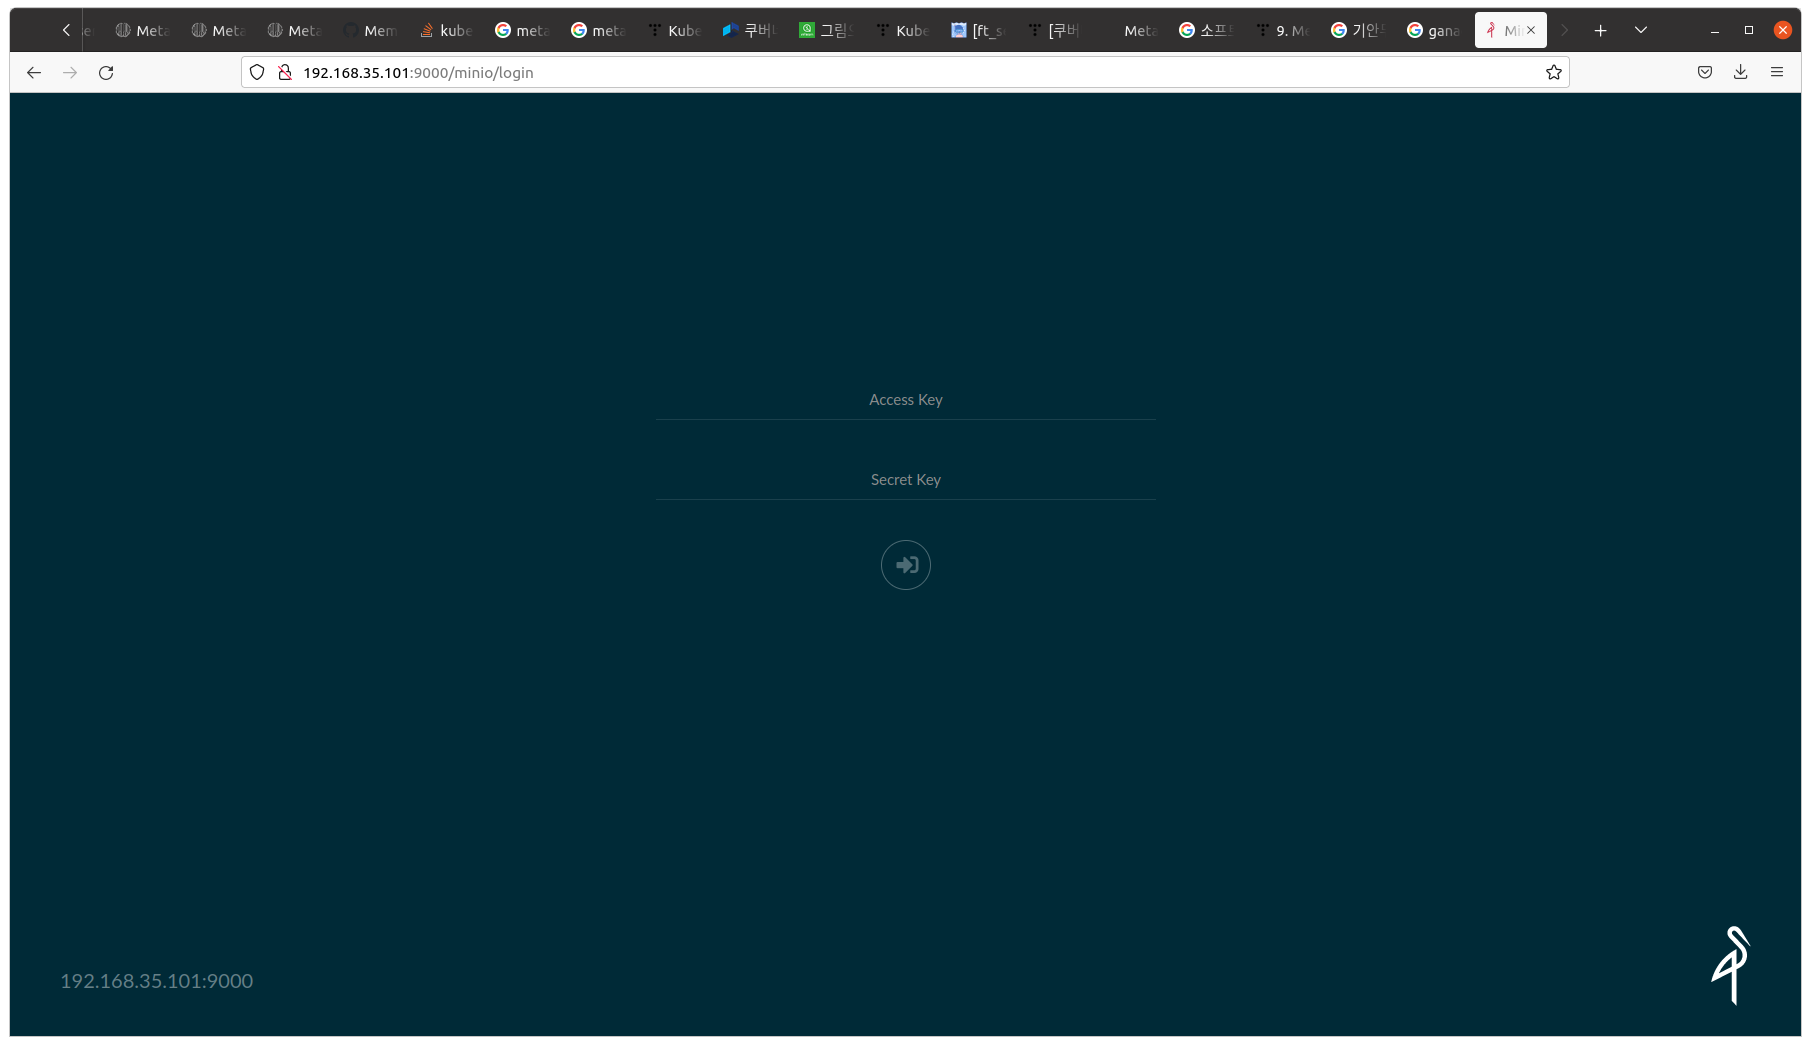 Meta Meta Meta Mem kube meta meta Kube 쿠버 그림 Kube [ft_s [쿠버 Meta 소프트 9. Me 기안 gana Mi
192.168.35.101:9000/minio/login
Access Key
Secret Key
192.168.35.101:9000